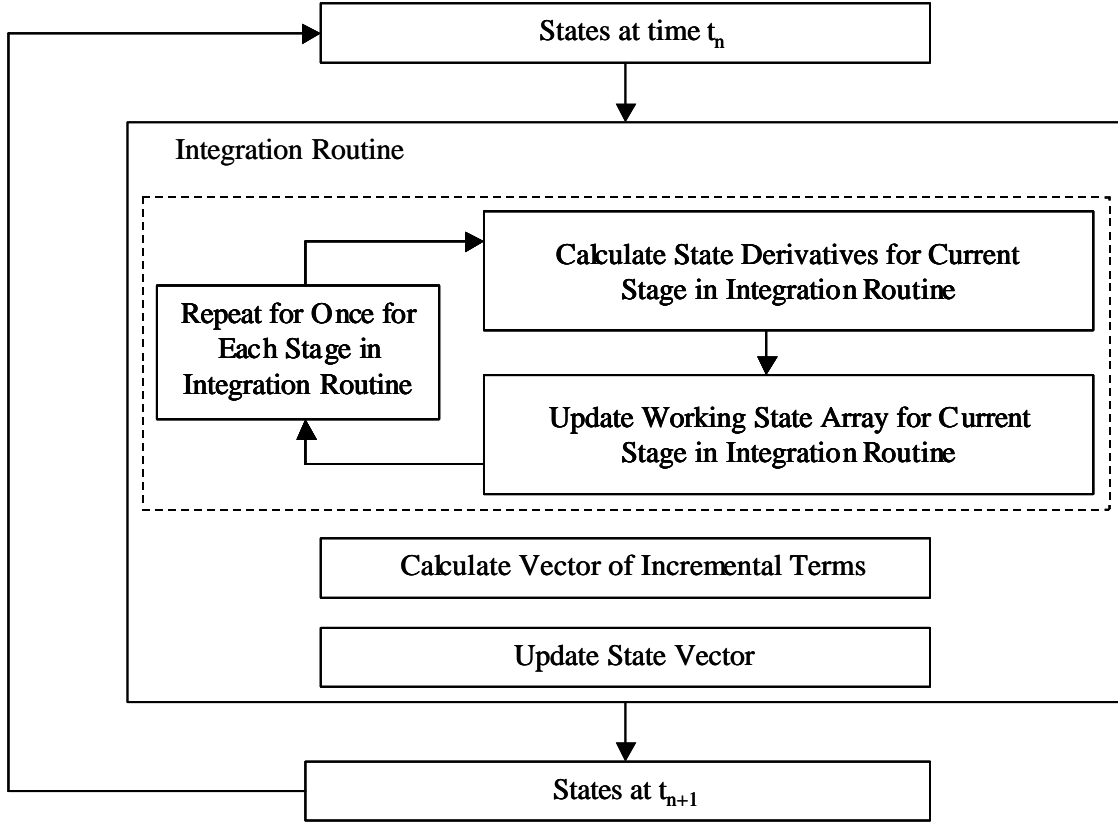 States at time tn
Integration Routine
Calculate State Derivatives for Current
Stage in Integration Routine
Repeat for Once for
Each Stage in
Integration Routine
Update Working State Array for Current
Stage in Integration Routine
Calculate Vector of Incremental Terms
Update State Vector
States at tn+1